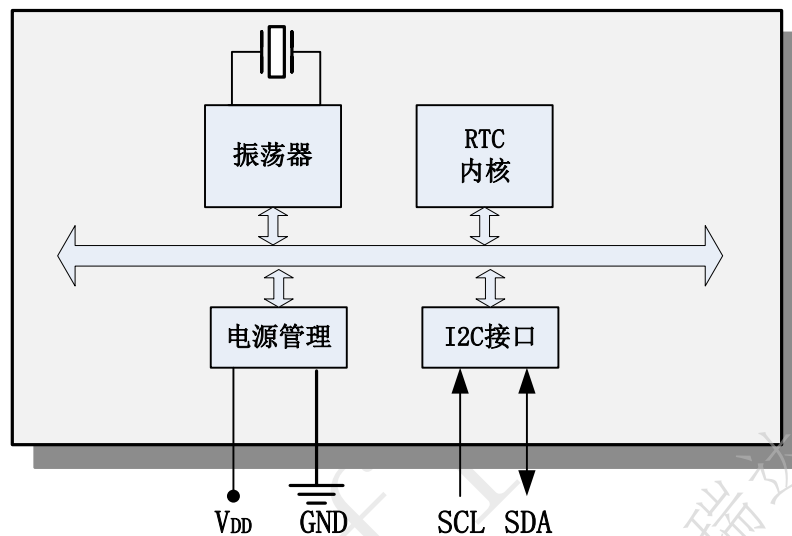 振荡器
RTC
内核
电源管理
I2C接口
VDD
GND
SCL
SDA